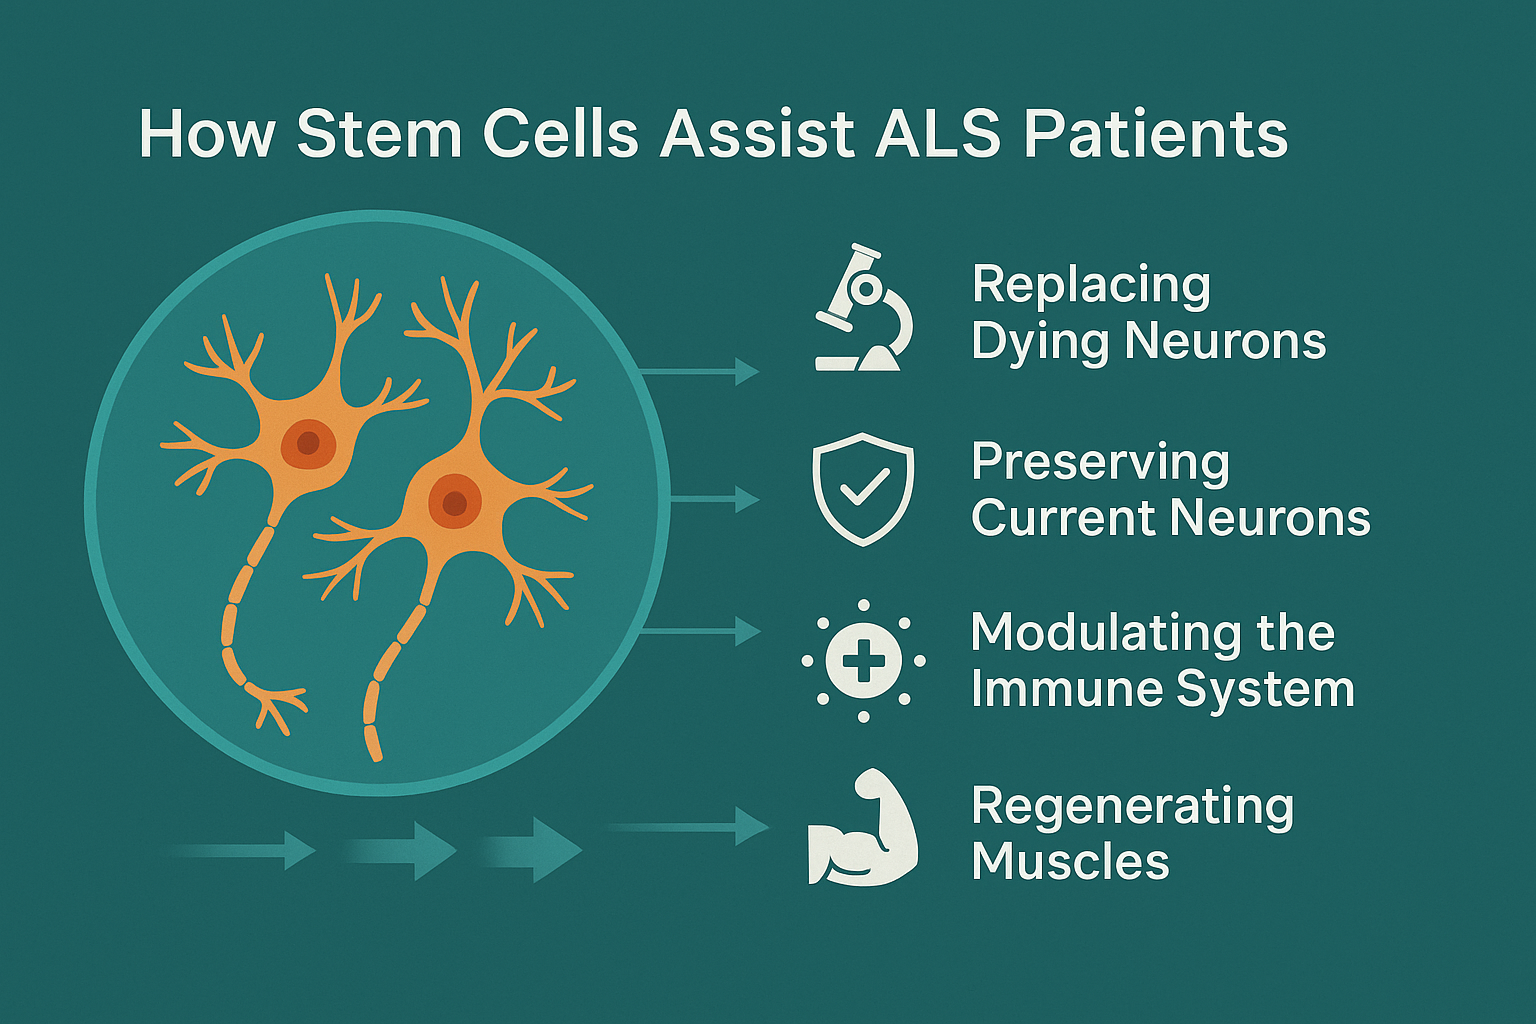 How Stem Cells Assist ALS Patients
Replacing
Dying Neurons
Preserving
Current Neurons
Modulating the
Immune System
Regenerating
Muscles